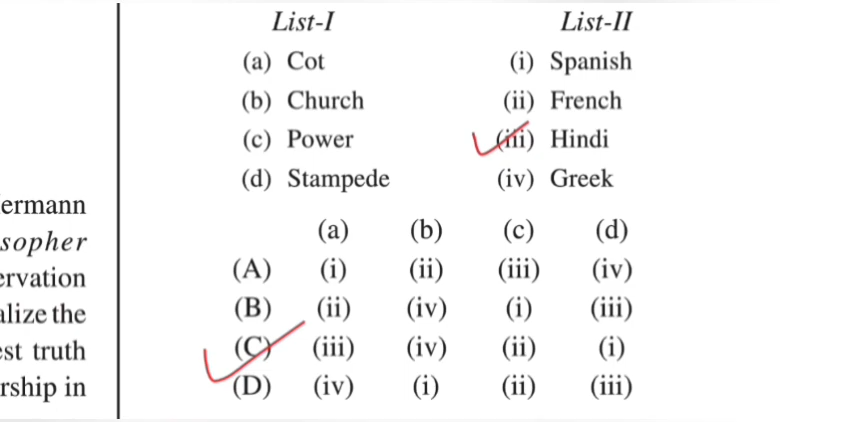 List-I List-II
(a) Cot (i) Spanish
(b) Church (ii) French
(c) Power (iii) Hindi
(d) Stampede (iv) Greek
(a) (b) (c) (d)
(A) (i) (ii) (iii) (iv)
(B) (ii) (iv) (i) (iii)
(C) (iii) (iv) (ii) (i)
(D) (iv) (i) (ii) (iii)
ermann
sopher
ervation
alize the
est truth
rship in